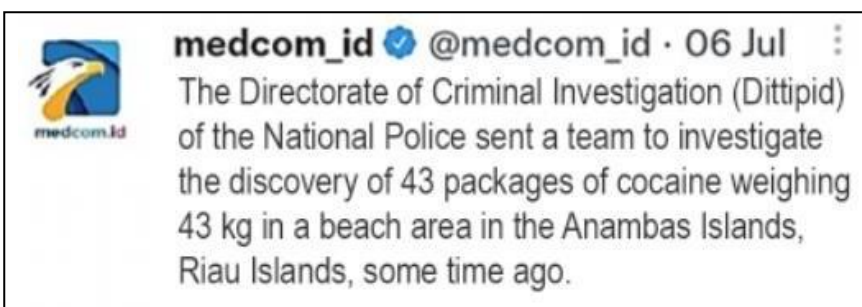 medcom_id @medcom_id · 06 Jul
The Directorate of Criminal Investigation (Dittipid)
of the National Police sent a team to investigate
the discovery of 43 packages of cocaine weighing
43 kg in a beach area in the Anambas Islands,
Riau Islands, some time ago.
medcom.id